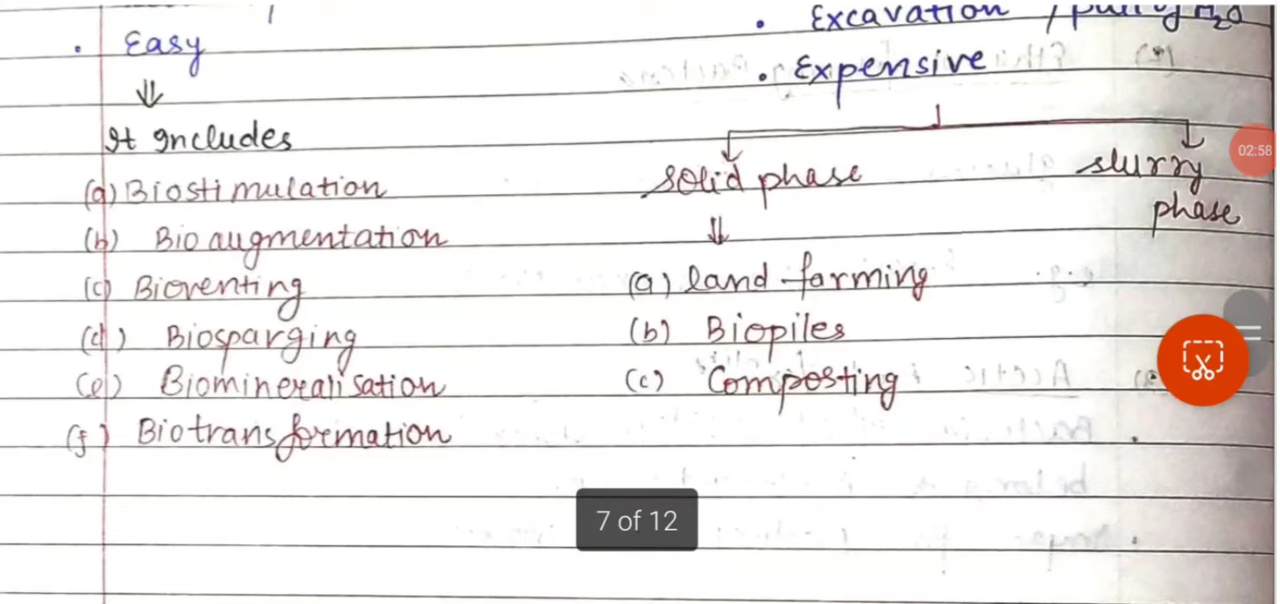 • Easy
⇓
It includes
(a) Biostimulation
(b) Bioaugmentation
(c) Bioventing
(d) Biosparging
(e) Biomineralisation
(f) Biotransformation
• Excavation /
H2O
• Expensive
solid phase
⇓
(a) land farming
(b) Biopiles
(c) Composting
slurry
phase
02:58
7 of 12